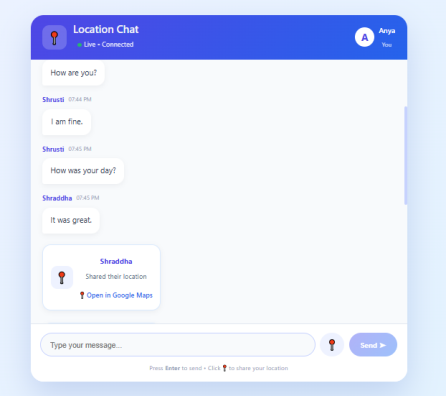 Location Chat
Live • Connected
A
Anya
You
How are you?
Shrusti 07:44 PM
I am fine.
Shrusti 07:45 PM
How was your day?
Shraddha 07:45 PM
It was great.
Shraddha
Shared their location
📍 Open in Google Maps
Type your message...
Send ➤
Press Enter to send • Click 📍 to share your location